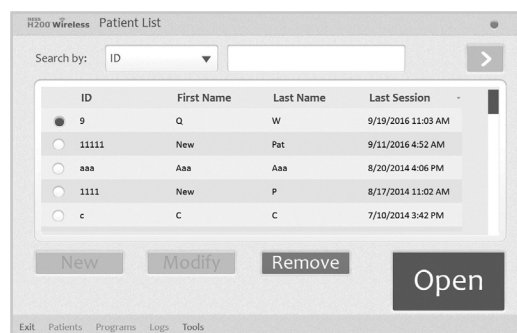 NESS
H200 Wireless Patient List
Search by: ID
ID First Name Last Name Last Session
9 Q W 9/19/2016 11:03 AM
11111 New Pat 9/11/2016 4:52 AM
aaa Aaa Aaa 8/20/2014 4:06 PM
1111 New P 8/17/2014 11:02 AM
c C C 7/10/2014 3:42 PM
New Modify Remove Open
Exit Patients Programs Logs Tools